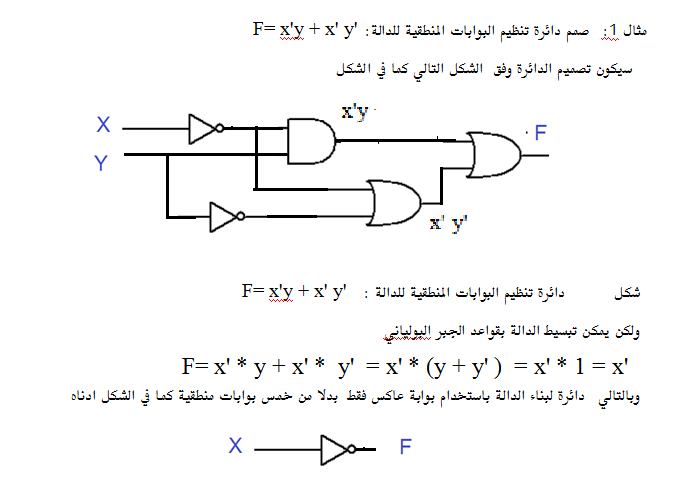 مثال 1: صمم دائرة تنظيم البوابات المنطقية للدالة: F= x'y + x' y'
سيكون تصميم الدائرة وفق الشكل التالي كما في الشكل
x'y
X
F
Y
x' y'
شكل دائرة تنظيم البوابات المنطقية للدالة : F= x'y + x' y'
ولكن يمكن تبسيط الدالة بقواعد الجبر البولياني
F= x' * y + x' * y' = x' * (y + y' ) = x' * 1 = x'
وبالتالي دائرة لبناء الدالة باستخدام بوابة عاكس فقط بدلا من خمس بوابات منطقية كما في الشكل ادناه
X F